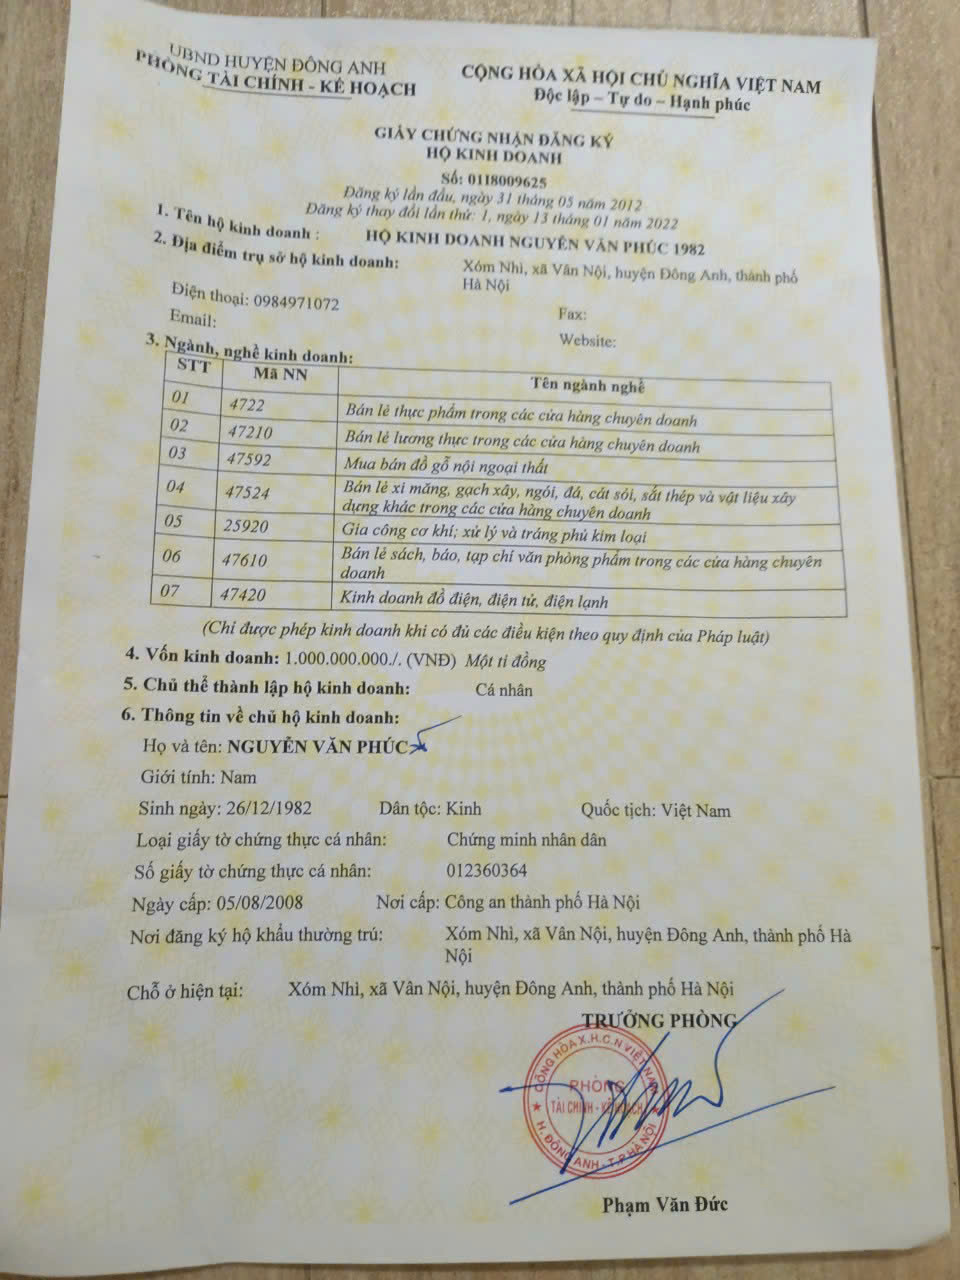 UBND HUYỆN ĐÔNG ANH
PHÒNG TÀI CHÍNH - KẾ HOẠCH
CỘNG HÒA XÃ HỘI CHỦ NGHĨA VIỆT NAM
Độc lập – Tự do – Hạnh phúc
GIẤY CHỨNG NHẬN ĐĂNG KÝ
HỘ KINH DOANH
Số: 0118009625
Đăng ký lần đầu, ngày 31 tháng 05 năm 2012
Đăng ký thay đổi lần thứ: 1, ngày 13 tháng 01 năm 2022
1. Tên hộ kinh doanh : HỘ KINH DOANH NGUYỄN VĂN PHÚC 1982
2. Địa điểm trụ sở hộ kinh doanh: Xóm Nhì, xã Vân Nội, huyện Đông Anh, thành phố
Hà Nội
Điện thoại: 0984971072 Fax:
Email: Website:
3. Ngành, nghề kinh doanh:
STT Mã NN Tên ngành nghề
01 4722 Bán lẻ thực phẩm trong các cửa hàng chuyên doanh
02 47210 Bán lẻ lương thực trong các cửa hàng chuyên doanh
03 47592 Mua bán đồ gỗ nội ngoại thất
04 47524 Bán lẻ xi măng, gạch xây, ngói, đá, cát sỏi, sắt thép và vật liệu xây
dựng khác trong các cửa hàng chuyên doanh
05 25920 Gia công cơ khí; xử lý và tráng phủ kim loại
06 47610 Bán lẻ sách, báo, tạp chí văn phòng phẩm trong các cửa hàng chuyên
doanh
07 47420 Kinh doanh đồ điện, điện tử, điện lạnh
(Chỉ được phép kinh doanh khi có đủ các điều kiện theo quy định của Pháp luật)
4. Vốn kinh doanh: 1.000.000.000./. (VNĐ) Một tỉ đồng
5. Chủ thể thành lập hộ kinh doanh: Cá nhân
6. Thông tin về chủ hộ kinh doanh:
Họ và tên: NGUYỄN VĂN PHÚC
Giới tính: Nam
Sinh ngày: 26/12/1982 Dân tộc: Kinh Quốc tịch: Việt Nam
Loại giấy tờ chứng thực cá nhân: Chứng minh nhân dân
Số giấy tờ chứng thực cá nhân: 012360364
Ngày cấp: 05/08/2008 Nơi cấp: Công an thành phố Hà Nội
Nơi đăng ký hộ khẩu thường trú: Xóm Nhì, xã Vân Nội, huyện Đông Anh, thành phố Hà
Nội
Chỗ ở hiện tại: Xóm Nhì, xã Vân Nội, huyện Đông Anh, thành phố Hà Nội
TRƯỞNG PHÒNG
CỘNG HÒA X.H.C.N VIỆT NAM
PHÒNG
TÀI CHÍNH - KẾ HOẠCH
H. ĐÔNG ANH - T.P HÀ NỘI
Phạm Văn Đức